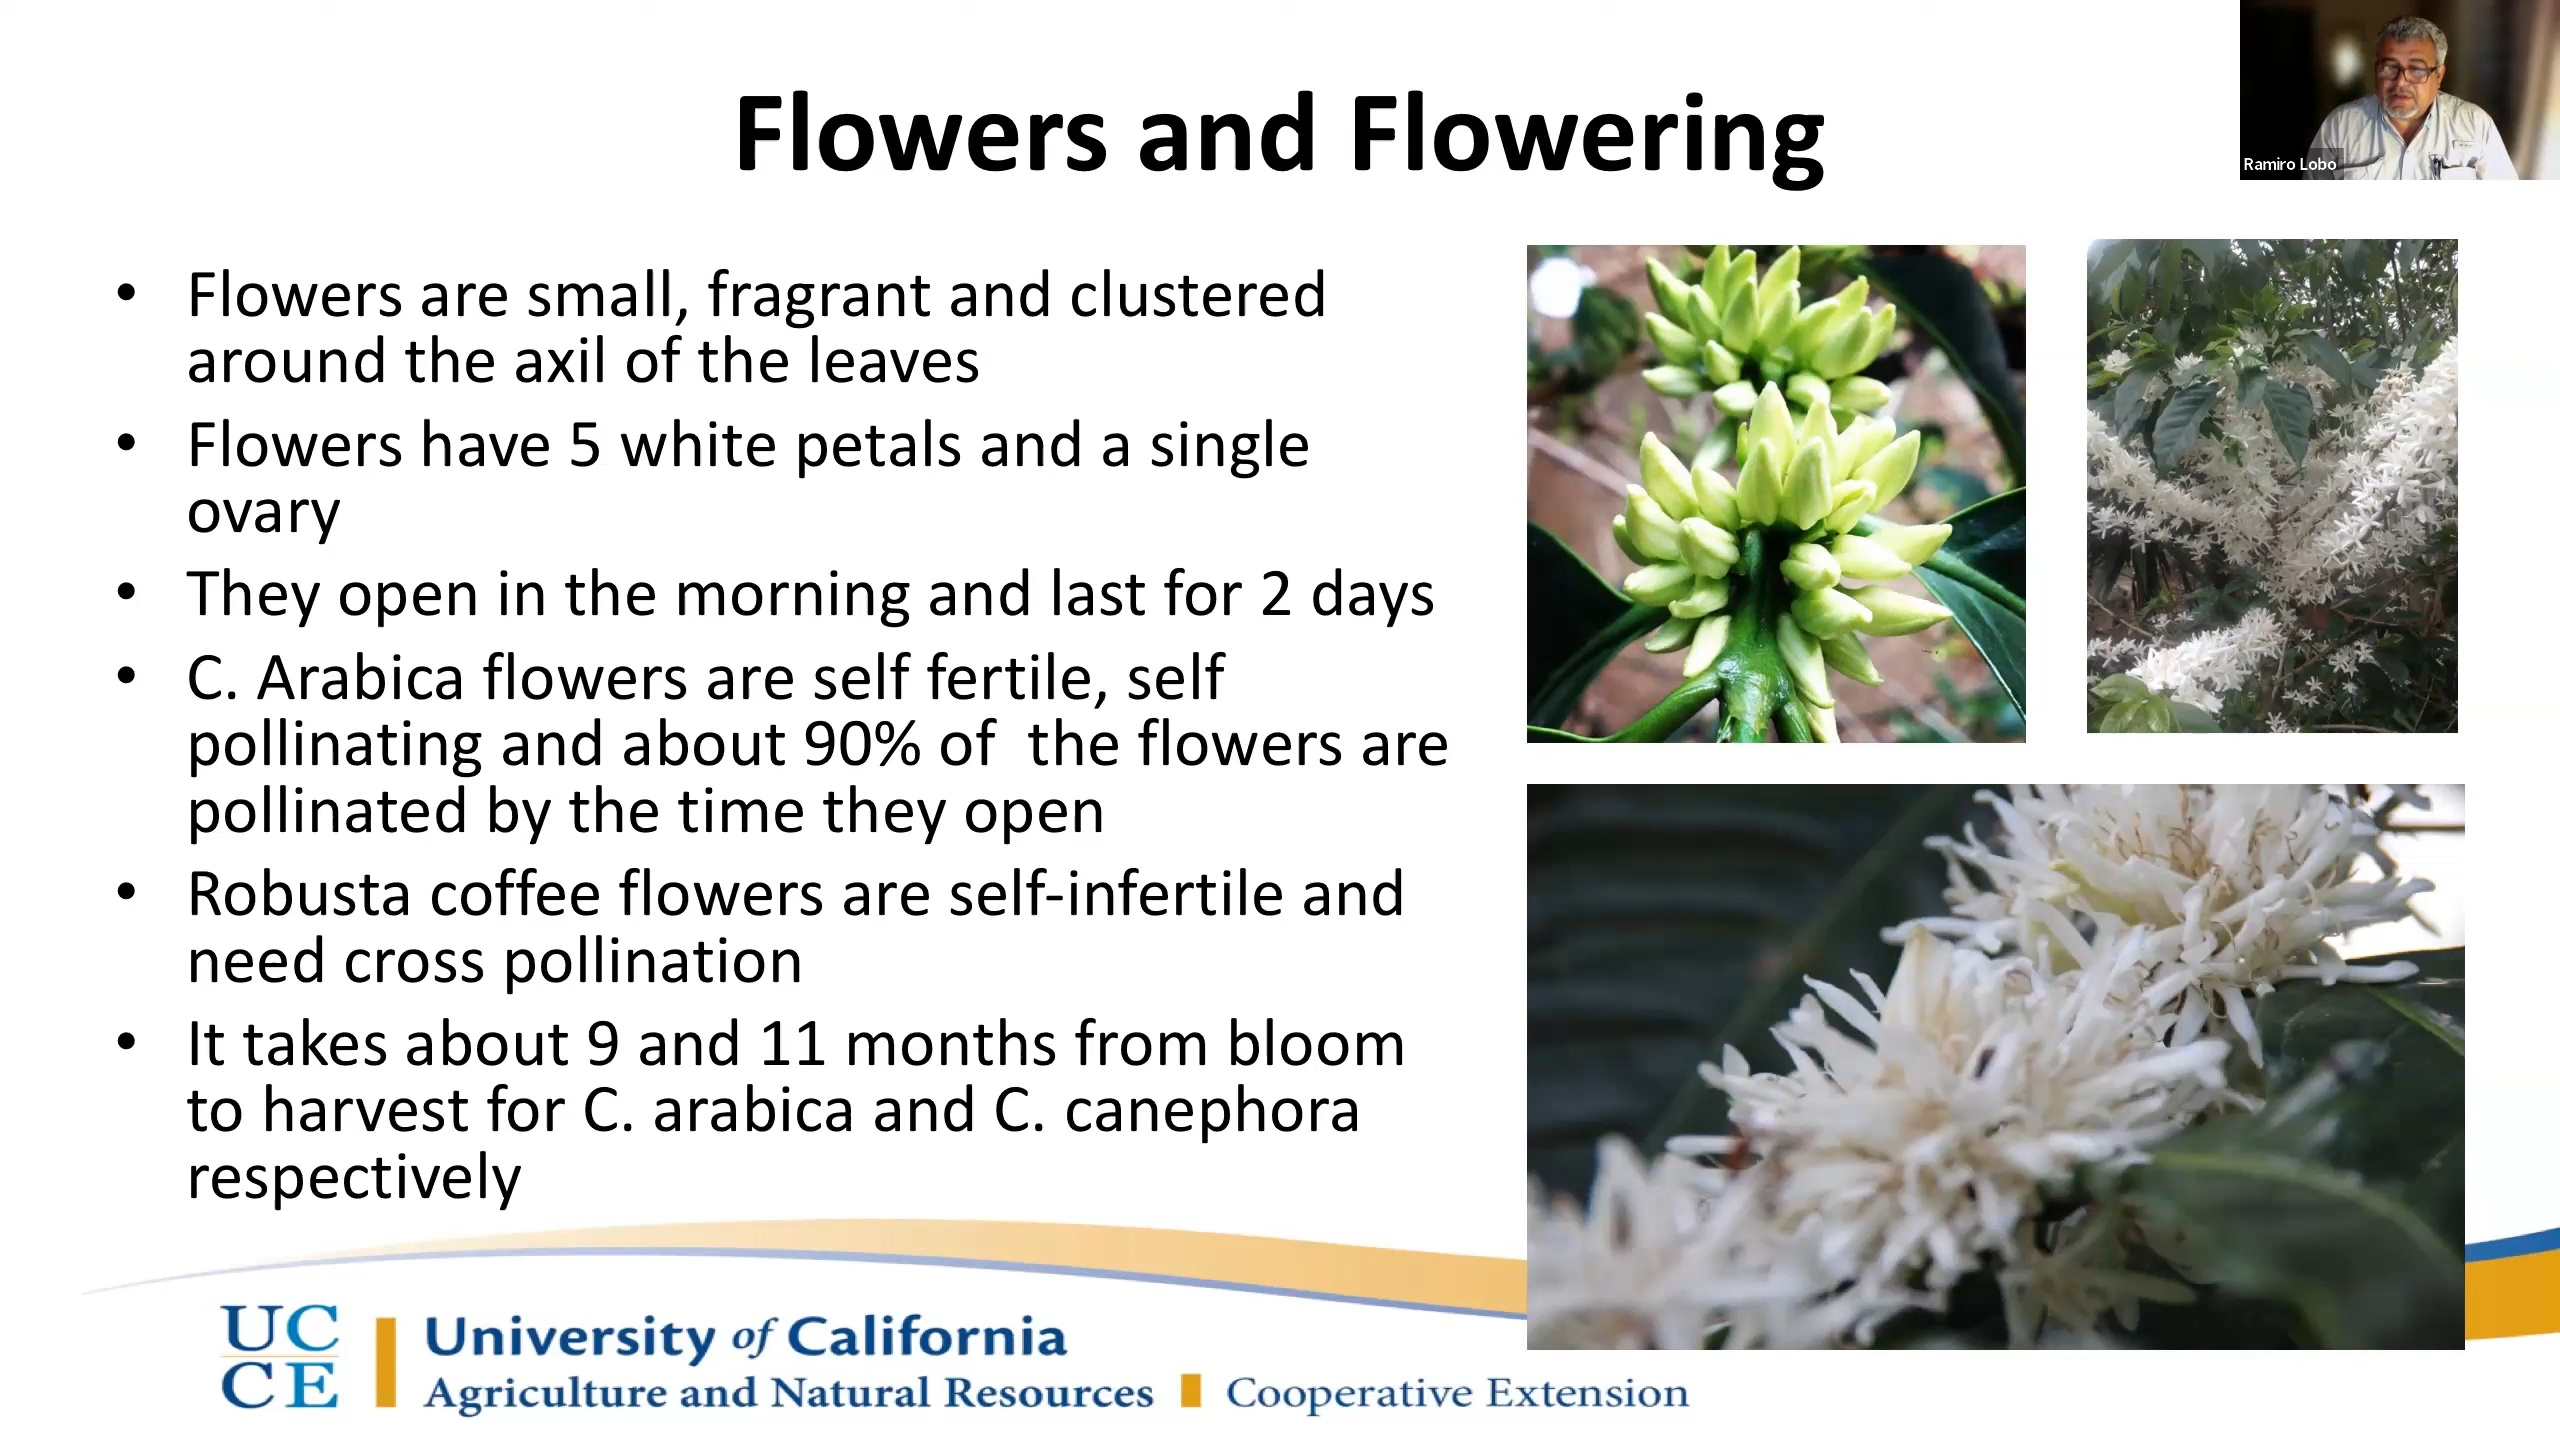 Flowers and Flowering
Ramiro Lobo
• Flowers are small, fragrant and clustered
around the axil of the leaves
• Flowers have 5 white petals and a single
ovary
• They open in the morning and last for 2 days
• C. Arabica flowers are self fertile, self
pollinating and about 90% of  the flowers are
pollinated by the time they open
• Robusta coffee flowers are self-infertile and
need cross pollination
• It takes about 9 and 11 months from bloom
to harvest for C. arabica and C. canephora
respectively
UC
CE
University of California
Agriculture and Natural Resources
Cooperative Extension